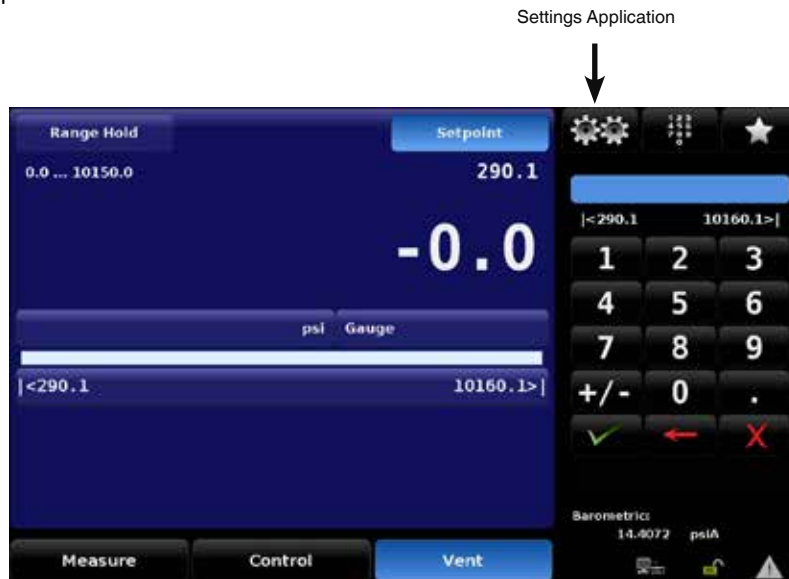 Settings Application
Range Hold
Setpoint
0.0 ... 10150.0
290.1
-0.0
psi Gauge
|<290.1 10160.1>|
|<290.1 10160.1>|
1 2 3
4 5 6
7 8 9
+/- 0 .
Barometric:
14.4072 psiA
Measure Control Vent